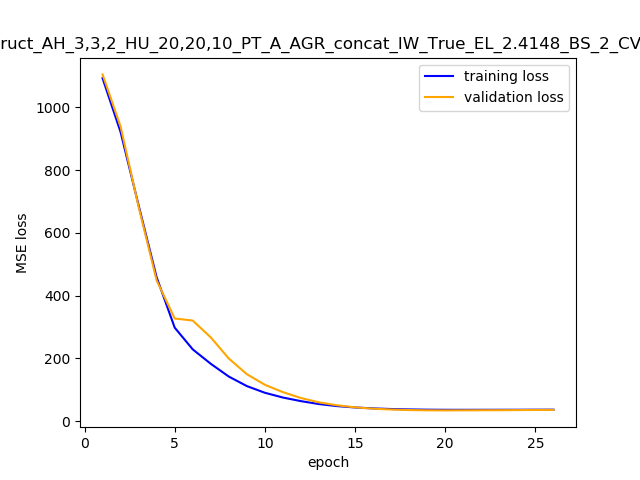 ruct_AH_3,3,2_HU_20,20,10_PT_A_AGR_concat_IW_True_EL_2.4148_BS_2_CV
training loss
validation loss
1000
800
600
400
200
0
MSE loss
0 5 10 15 20 25
epoch